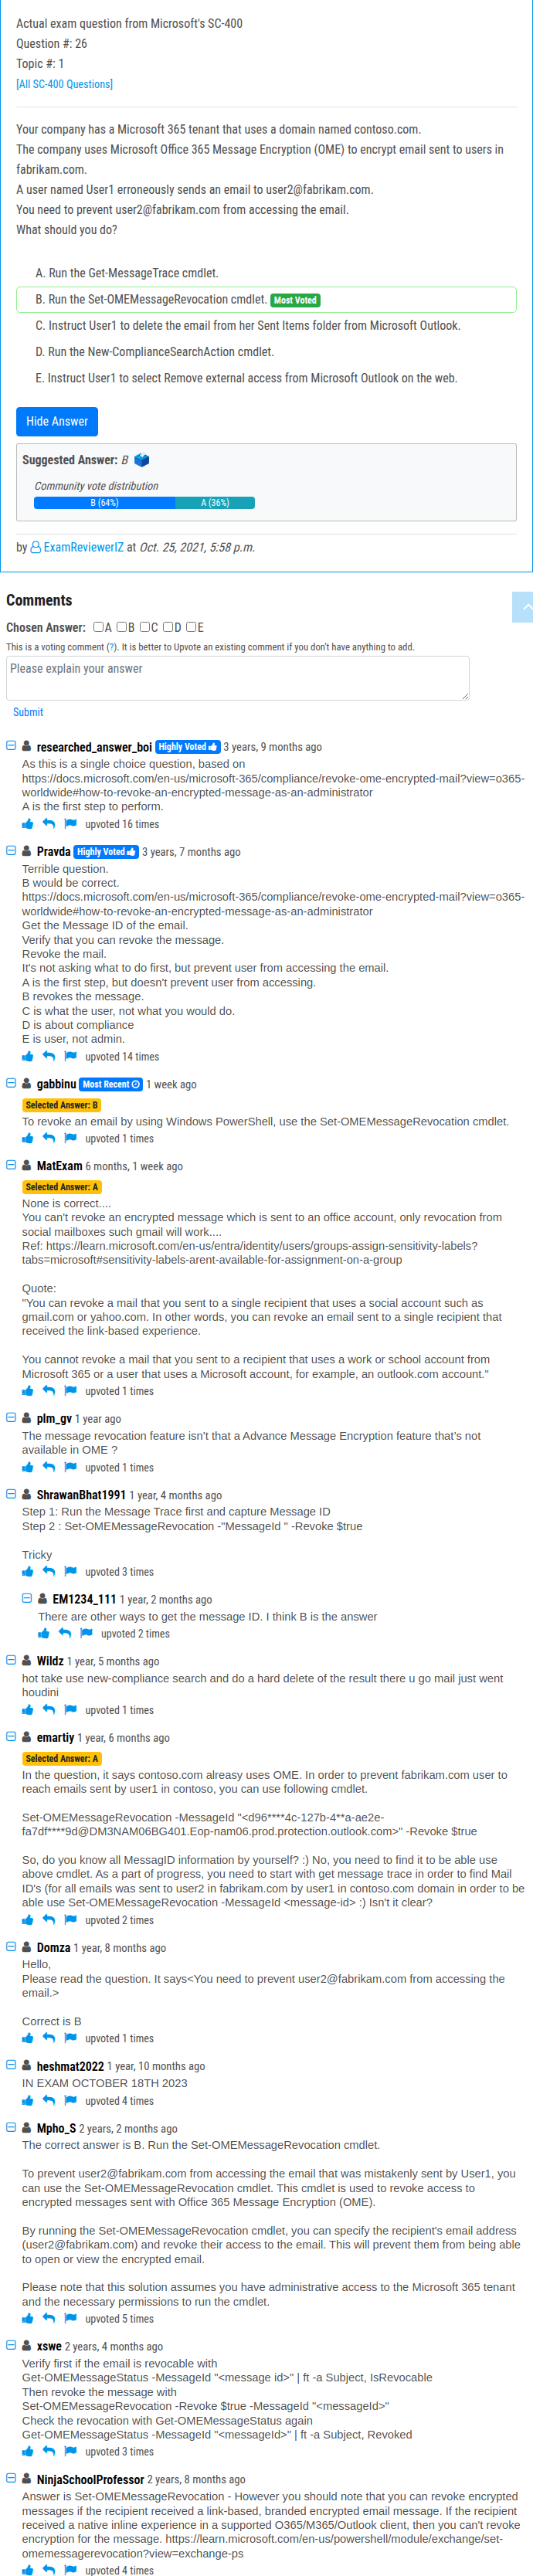 Actual exam question from Microsoft's SC-400
Question #: 26
Topic #: 1
[All SC-400 Questions]
Your company has a Microsoft 365 tenant that uses a domain named contoso.com.
The company uses Microsoft Office 365 Message Encryption (OME) to encrypt email sent to users in
fabrikam.com.
A user named User1 erroneously sends an email to user2@fabrikam.com.
You need to prevent user2@fabrikam.com from accessing the email.
What should you do?
A. Run the Get-MessageTrace cmdlet.
B. Run the Set-OMEMessageRevocation cmdlet. Most Voted
C. Instruct User1 to delete the email from her Sent Items folder from Microsoft Outlook.
D. Run the New-ComplianceSearchAction cmdlet.
E. Instruct User1 to select Remove external access from Microsoft Outlook on the web.
Hide Answer
Suggested Answer: B
Community vote distribution
B (64%) A (36%)
by ExamReviewerIZ at Oct. 25, 2021, 5:58 p.m.
Comments
Chosen Answer: A B C D E
This is a voting comment (?). It is better to Upvote an existing comment if you don't have anything to add.
Please explain your answer
Submit
researched_answer_boi Highly Voted 3 years, 9 months ago
As this is a single choice question, based on
https://docs.microsoft.com/en-us/microsoft-365/compliance/revoke-ome-encrypted-mail?view=o365-
worldwide#how-to-revoke-an-encrypted-message-as-an-administrator
A is the first step to perform.
upvoted 16 times
Pravda Highly Voted 3 years, 7 months ago
Terrible question.
B would be correct.
https://docs.microsoft.com/en-us/microsoft-365/compliance/revoke-ome-encrypted-mail?view=o365-
worldwide#how-to-revoke-an-encrypted-message-as-an-administrator
Get the Message ID of the email.
Verify that you can revoke the message.
Revoke the mail.
It's not asking what to do first, but prevent user from accessing the email.
A is the first step, but doesn't prevent user from accessing.
B revokes the message.
C is what the user, not what you would do.
D is about compliance
E is user, not admin.
upvoted 14 times
gabbinu Most Recent 1 week ago
Selected Answer: B
To revoke an email by using Windows PowerShell, use the Set-OMEMessageRevocation cmdlet.
upvoted 1 times
MatExam 6 months, 1 week ago
Selected Answer: A
None is correct....
You can't revoke an encrypted message which is sent to an office account, only revocation from
social mailboxes such gmail will work....
Ref: https://learn.microsoft.com/en-us/entra/identity/users/groups-assign-sensitivity-labels?
tabs=microsoft#sensitivity-labels-arent-available-for-assignment-on-a-group
Quote:
"You can revoke a mail that you sent to a single recipient that uses a social account such as
gmail.com or yahoo.com. In other words, you can revoke an email sent to a single recipient that
received the link-based experience.
You cannot revoke a mail that you sent to a recipient that uses a work or school account from
Microsoft 365 or a user that uses a Microsoft account, for example, an outlook.com account."
upvoted 1 times
plm_gv 1 year ago
The message revocation feature isn't that a Advance Message Encryption feature that's not
available in OME ?
upvoted 1 times
ShrawanBhat1991 1 year, 4 months ago
Step 1: Run the Message Trace first and capture Message ID
Step 2 : Set-OMEMessageRevocation -"MessageId " -Revoke $true
Tricky
upvoted 3 times
EM1234_111 1 year, 2 months ago
There are other ways to get the message ID. I think B is the answer
upvoted 2 times
Wildz 1 year, 5 months ago
hot take use new-compliance search and do a hard delete of the result there u go mail just went
houdini
upvoted 1 times
emartiy 1 year, 6 months ago
Selected Answer: A
In the question, it says contoso.com alreasy uses OME. In order to prevent fabrikam.com user to
reach emails sent by user1 in contoso, you can use following cmdlet.
Set-OMEMessageRevocation -MessageId "<d96****4c-127b-4**a-ae2e-
fa7df****9d@DM3NAM06BG401.Eop-nam06.prod.protection.outlook.com>" -Revoke $true
So, do you know all MessagID information by yourself? :) No, you need to find it to be able use
above cmdlet. As a part of progress, you need to start with get message trace in order to find Mail
ID's (for all emails was sent to user2 in fabrikam.com by user1 in contoso.com domain in order to be
able use Set-OMEMessageRevocation -MessageId <message-id> :) Isn't it clear?
upvoted 2 times
Domza 1 year, 8 months ago
Hello,
Please read the question. It says<You need to prevent user2@fabrikam.com from accessing the
email.>
Correct is B
upvoted 1 times
heshmat2022 1 year, 10 months ago
IN EXAM OCTOBER 18TH 2023
upvoted 4 times
Mpho_S 2 years, 2 months ago
The correct answer is B. Run the Set-OMEMessageRevocation cmdlet.
To prevent user2@fabrikam.com from accessing the email that was mistakenly sent by User1, you
can use the Set-OMEMessageRevocation cmdlet. This cmdlet is used to revoke access to
encrypted messages sent with Office 365 Message Encryption (OME).
By running the Set-OMEMessageRevocation cmdlet, you can specify the recipient's email address
(user2@fabrikam.com) and revoke their access to the email. This will prevent them from being able
to open or view the encrypted email.
Please note that this solution assumes you have administrative access to the Microsoft 365 tenant
and the necessary permissions to run the cmdlet.
upvoted 5 times
xswe 2 years, 4 months ago
Verify first if the email is revocable with
Get-OMEMessageStatus -MessageId "<message id>" | ft -a Subject, IsRevocable
Then revoke the message with
Set-OMEMessageRevocation -Revoke $true -MessageId "<messageId>"
Check the revocation with Get-OMEMessageStatus again
Get-OMEMessageStatus -MessageId "<messageId>" | ft -a Subject, Revoked
upvoted 3 times
NinjaSchoolProfessor 2 years, 8 months ago
Answer is Set-OMEMessageRevocation - However you should note that you can revoke encrypted
messages if the recipient received a link-based, branded encrypted email message. If the recipient
received a native inline experience in a supported O365/M365/Outlook client, then you can't revoke
encryption for the message. https://learn.microsoft.com/en-us/powershell/module/exchange/set-
omemessagerevocation?view=exchange-ps
upvoted 4 times